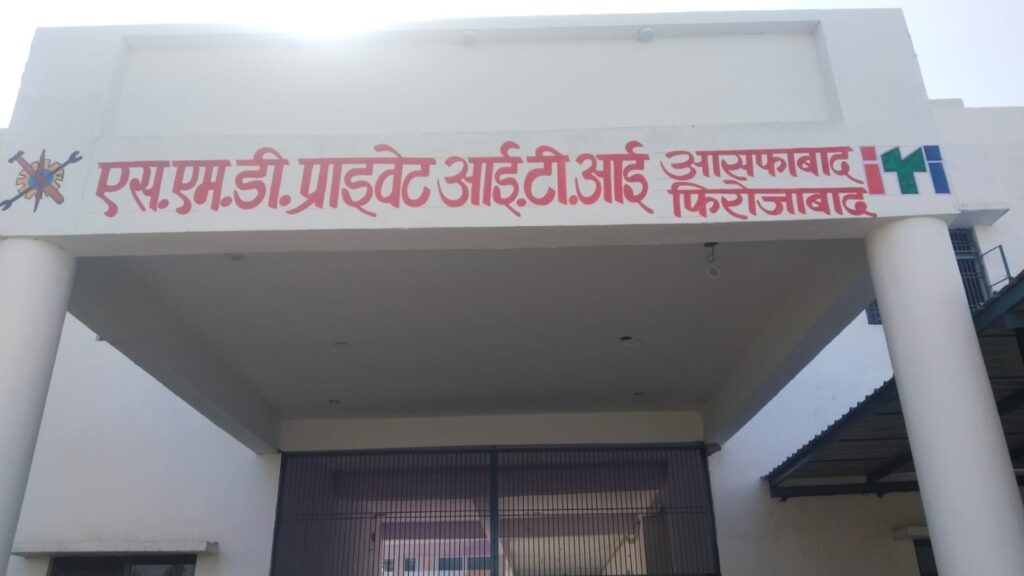 एस.एम.डी.प्राइवेट आई.टी.आई
आसफाबाद
फिरोजाबाद
iTi